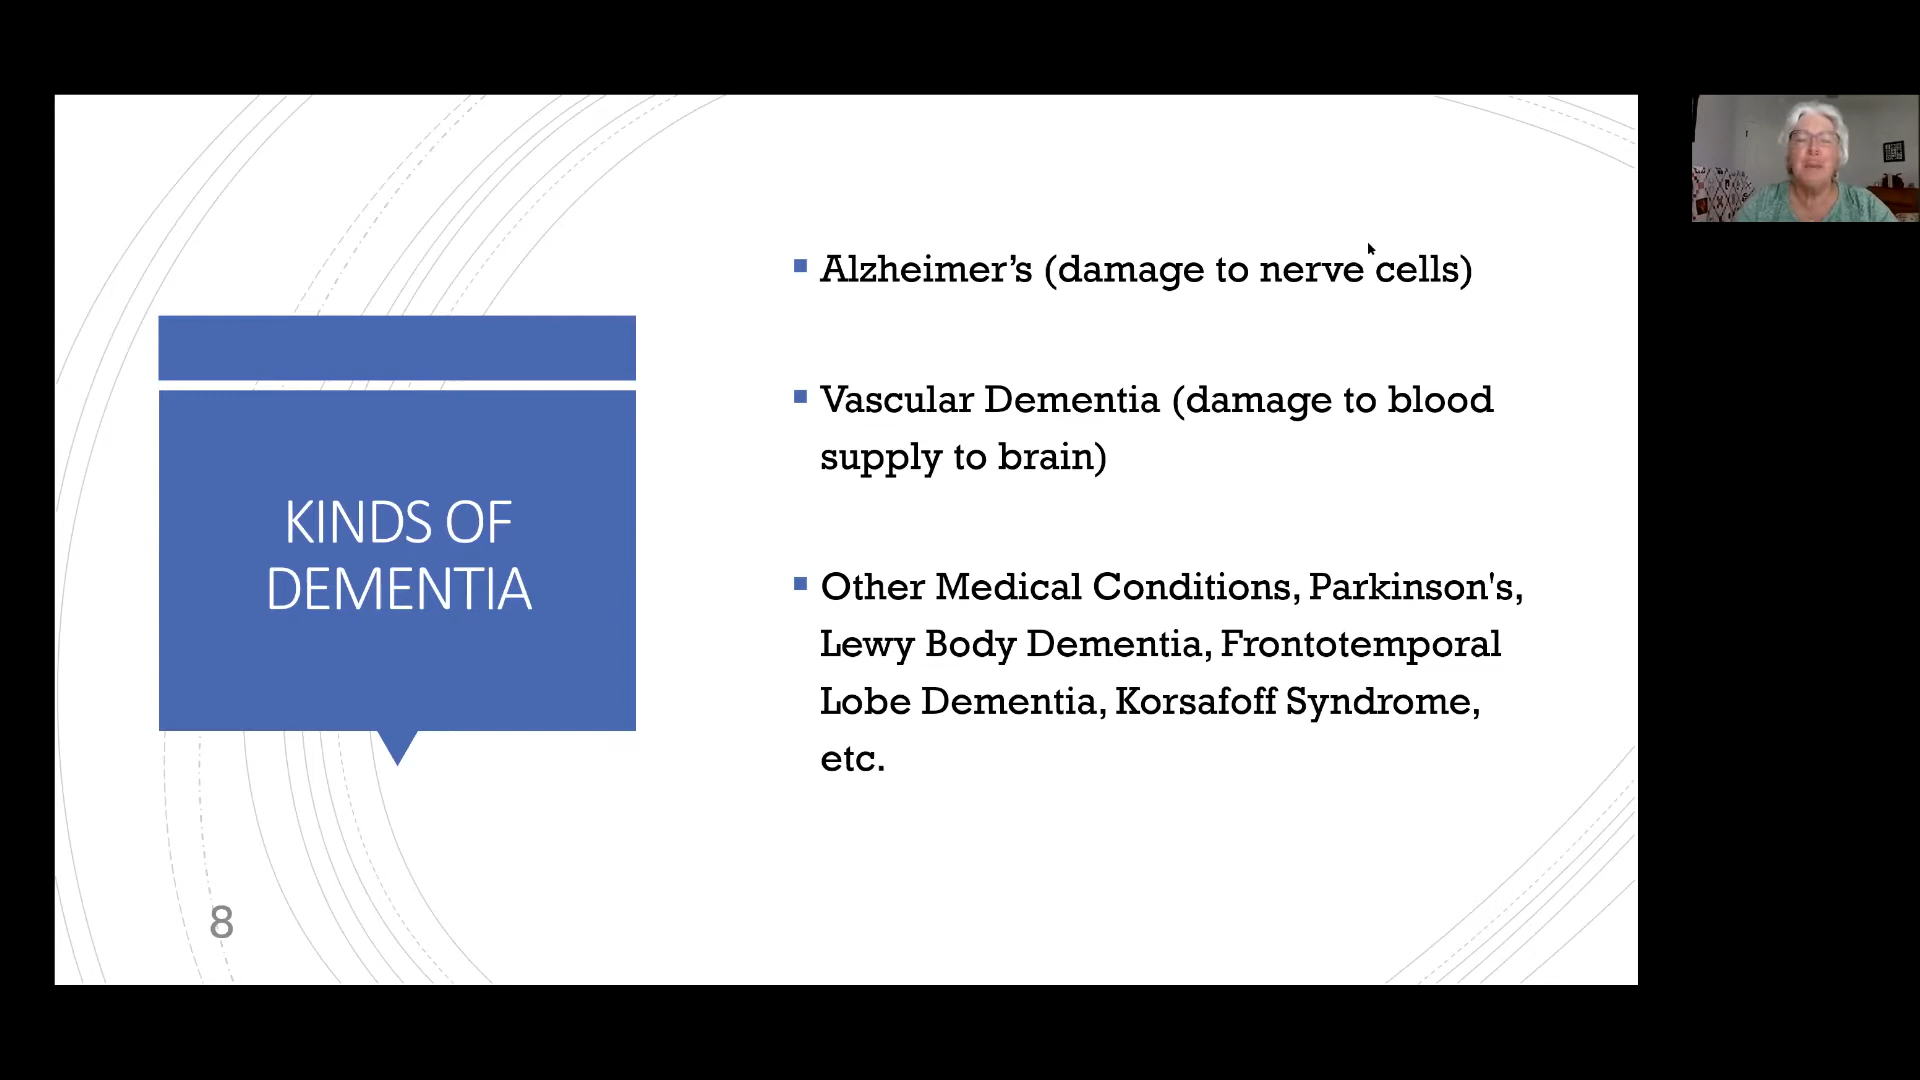 KINDS OF
DEMENTIA
Alzheimer’s (damage to nerve cells)
Vascular Dementia (damage to blood
supply to brain)
Other Medical Conditions, Parkinson's,
Lewy Body Dementia, Frontotemporal
Lobe Dementia, Korsafoff Syndrome,
etc.
8